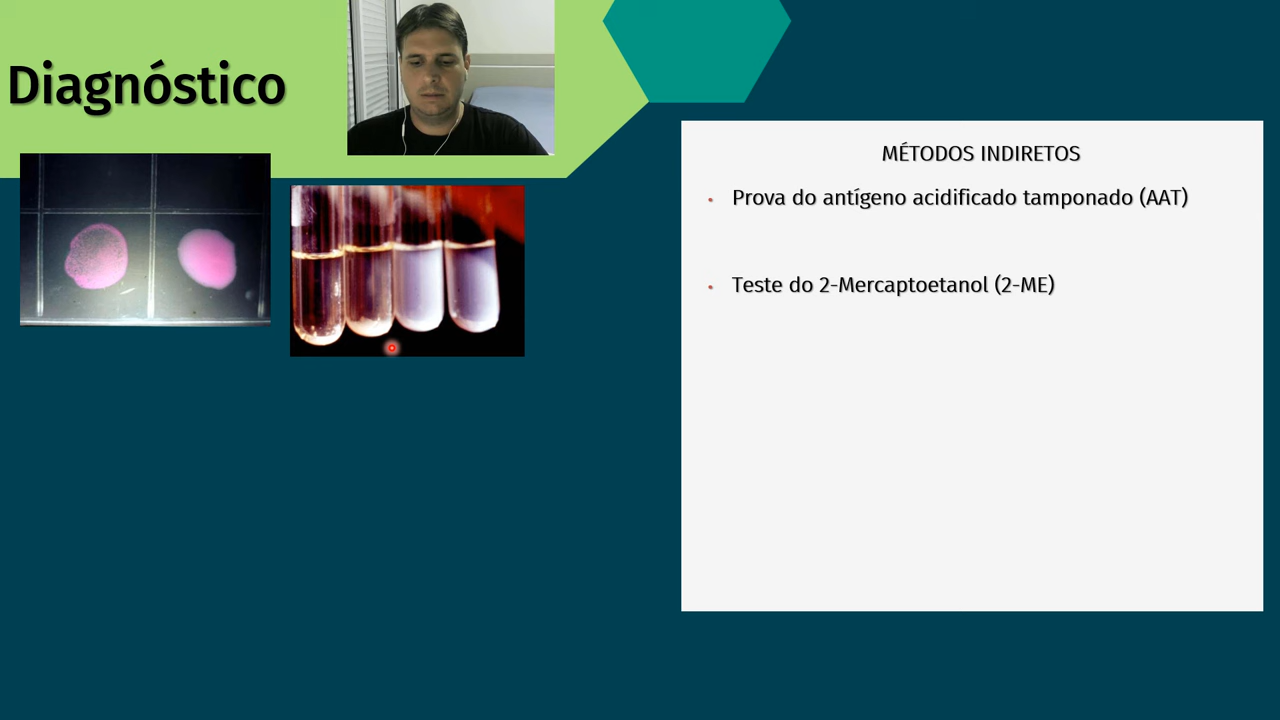 Diagnóstico
MÉTODOS INDIRETOS
• Prova do antígeno acidificado tamponado (AAT)
• Teste do 2-Mercaptoetanol (2-ME)